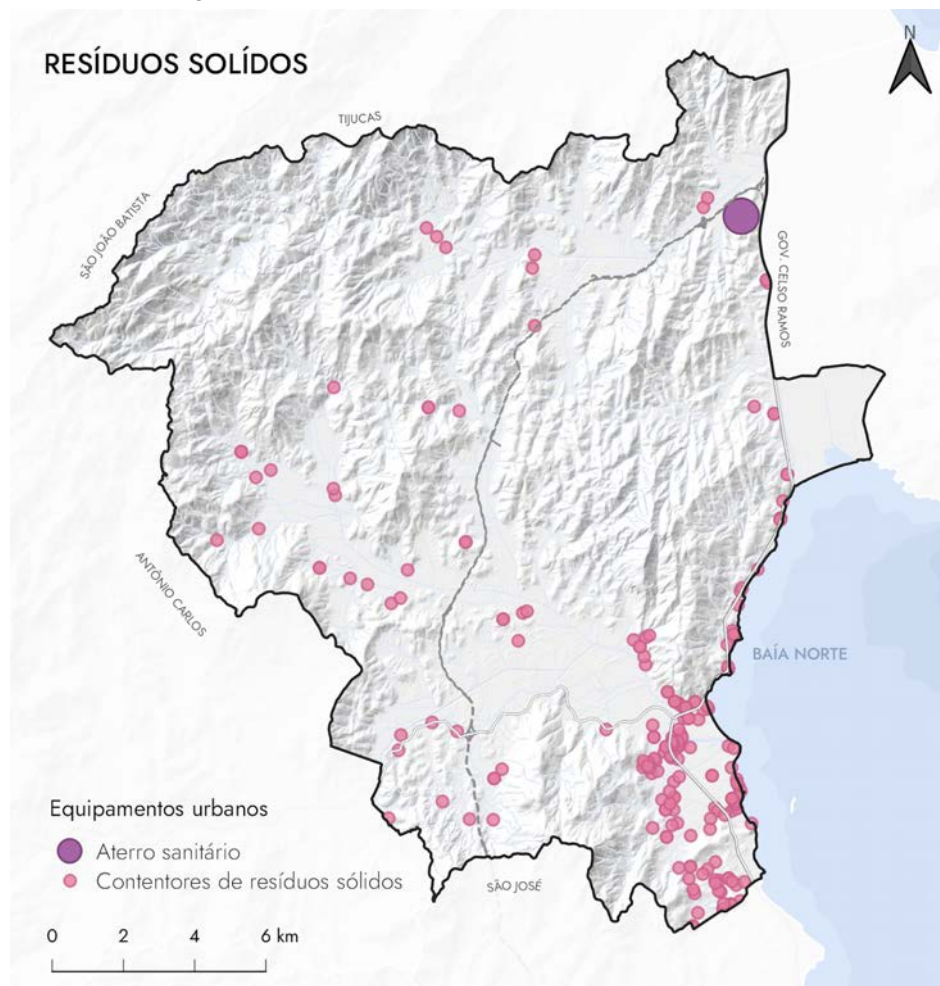 RESÍDUOS SOLÍDOS
N
TIJUCAS
SÃO JOÃO BATISTA
GOV. CELSO RAMOS
ANTÔNIO CARLOS
BAÍA NORTE
SÃO JOSÉ
Equipamentos urbanos
Aterro sanitário
Contentores de resíduos sólidos
0 2 4 6 km